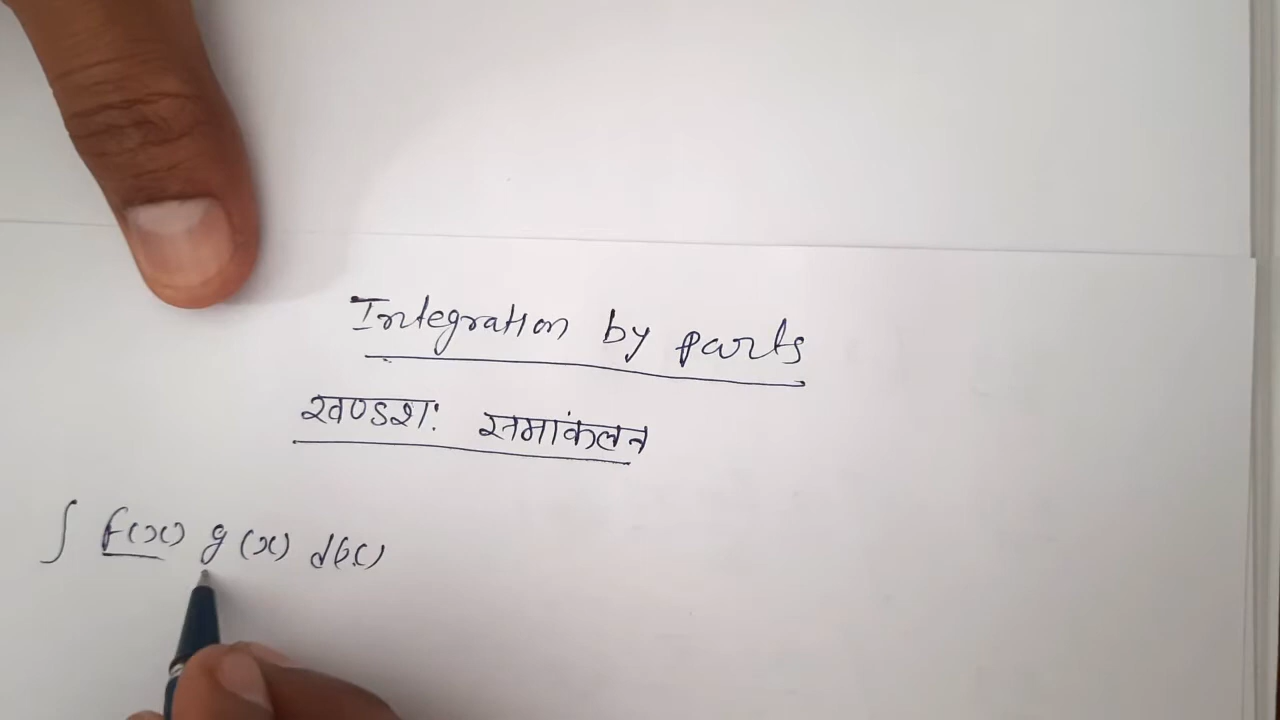 Integration by parts
खण्डशः समांकलन
∫ f(x) g(x) d(x)